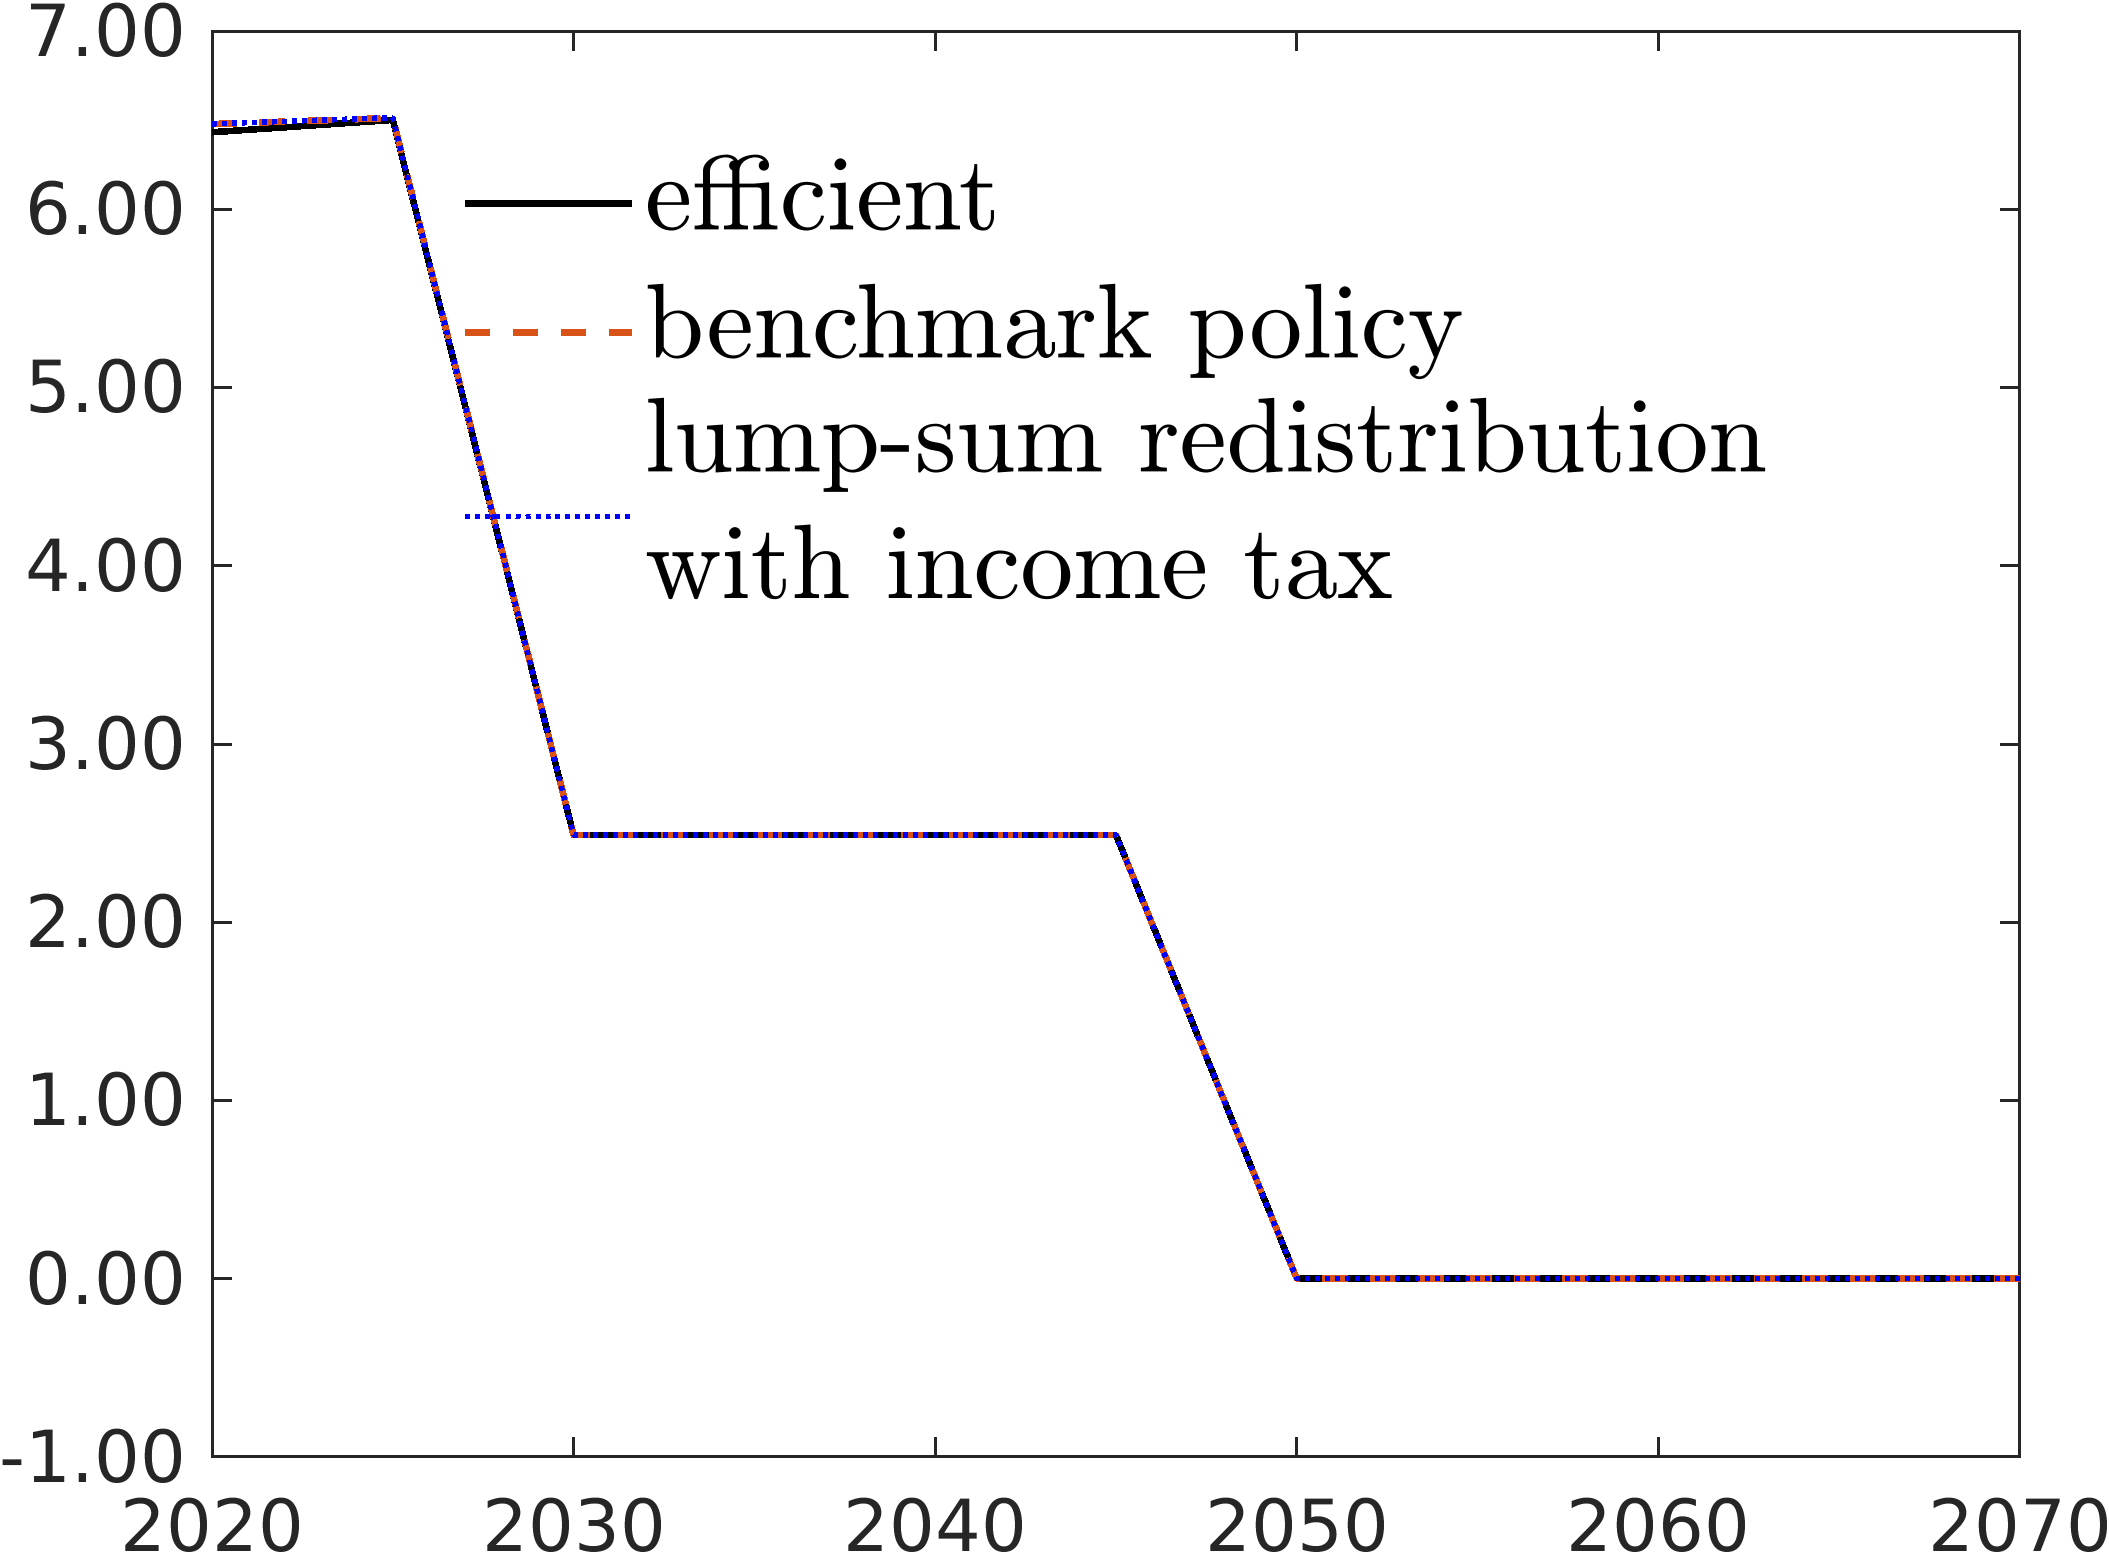 7.00
6.00
5.00
4.00
3.00
2.00
1.00
0.00
-1.00
efficient
benchmark policy
lump-sum redistribution
with income tax
2020 2030 2040 2050 2060 2070